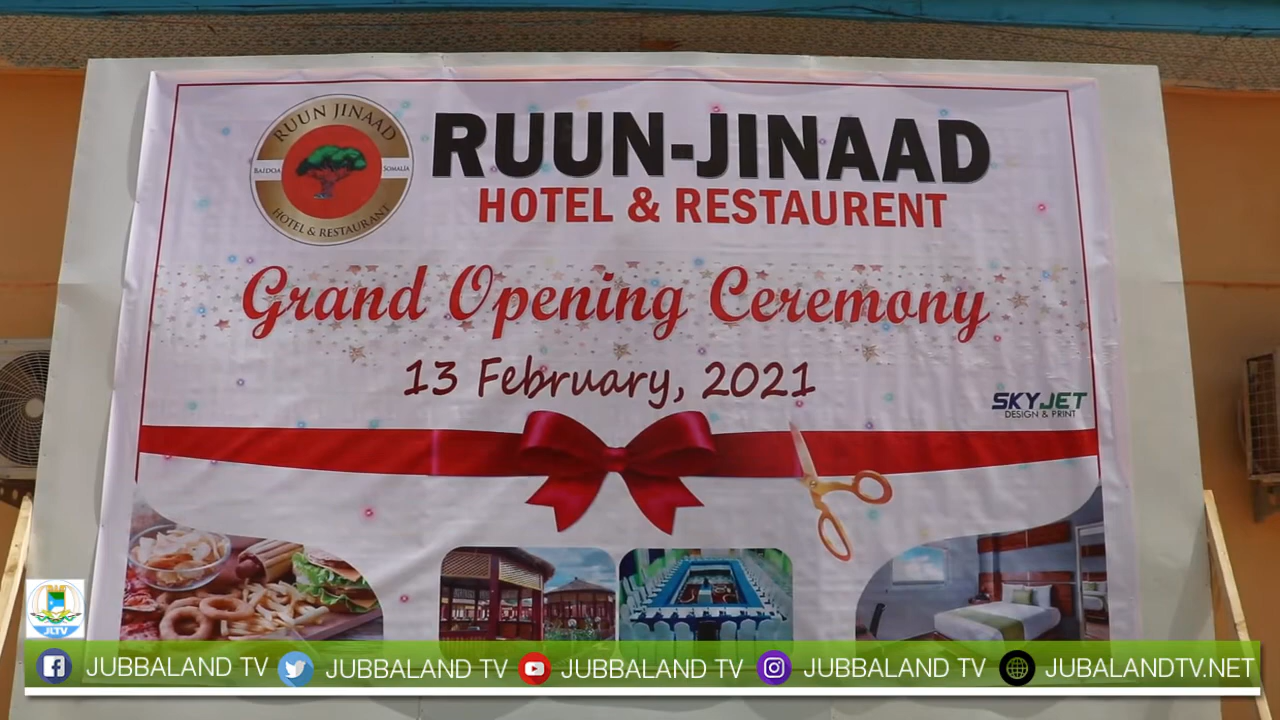 RUUN JINAAD
BAIDOA
SOMALIA
HOTEL & RESTAURANT
RUUN-JINAAD
HOTEL & RESTAURENT
Grand Opening Ceremony
13 February, 2021
SKYJET
DESIGN & PRINT
JLTV
JUBBALAND TV JUBBALAND TV JUBBALAND TV JUBBALAND TV JUBALANDTV.NET